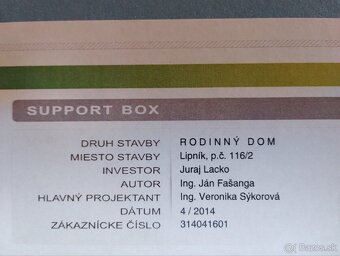 SUPPORT BOX
DRUH STAVBY RODINNÝ DOM
MIESTO STAVBY Lipník, p.č. 116/2
INVESTOR Juraj Lacko
AUTOR Ing. Ján Fašanga
HLAVNÝ PROJEKTANT Ing. Veronika Sýkorová
DÁTUM 4 / 2014
ZÁKAZNÍCKE ČÍSLO 314041601
bazos.sk